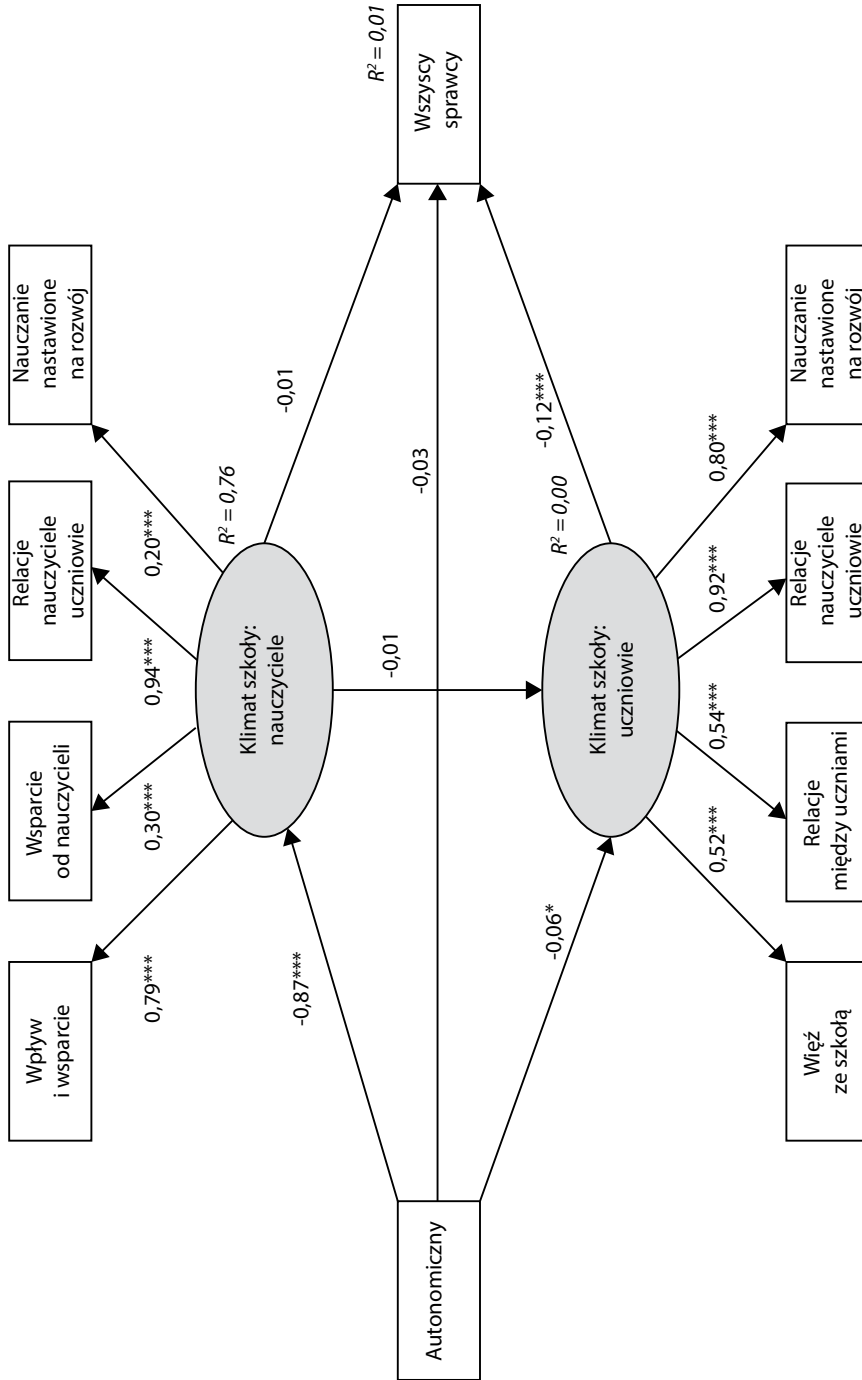 Wpływ
i wsparcie
Wsparcie
od nauczycieli
Relacje
nauczyciele
uczniowie
Nauczanie
nastawione
na rozwój
0,79***
0,30***
0,94***
0,20***
R² = 0,76
Klimat szkoły:
nauczyciele
-0,87***
-0,01
-0,01
R² = 0,01
Autonomiczny
-0,03
Wszyscy
sprawcy
-0,06*
-0,12***
R² = 0,00
Klimat szkoły:
uczniowie
0,52***
0,54***
0,92***
0,80***
Więź
ze szkołą
Relacje
między uczniami
Relacje
nauczyciele
uczniowie
Nauczanie
nastawione
na rozwój